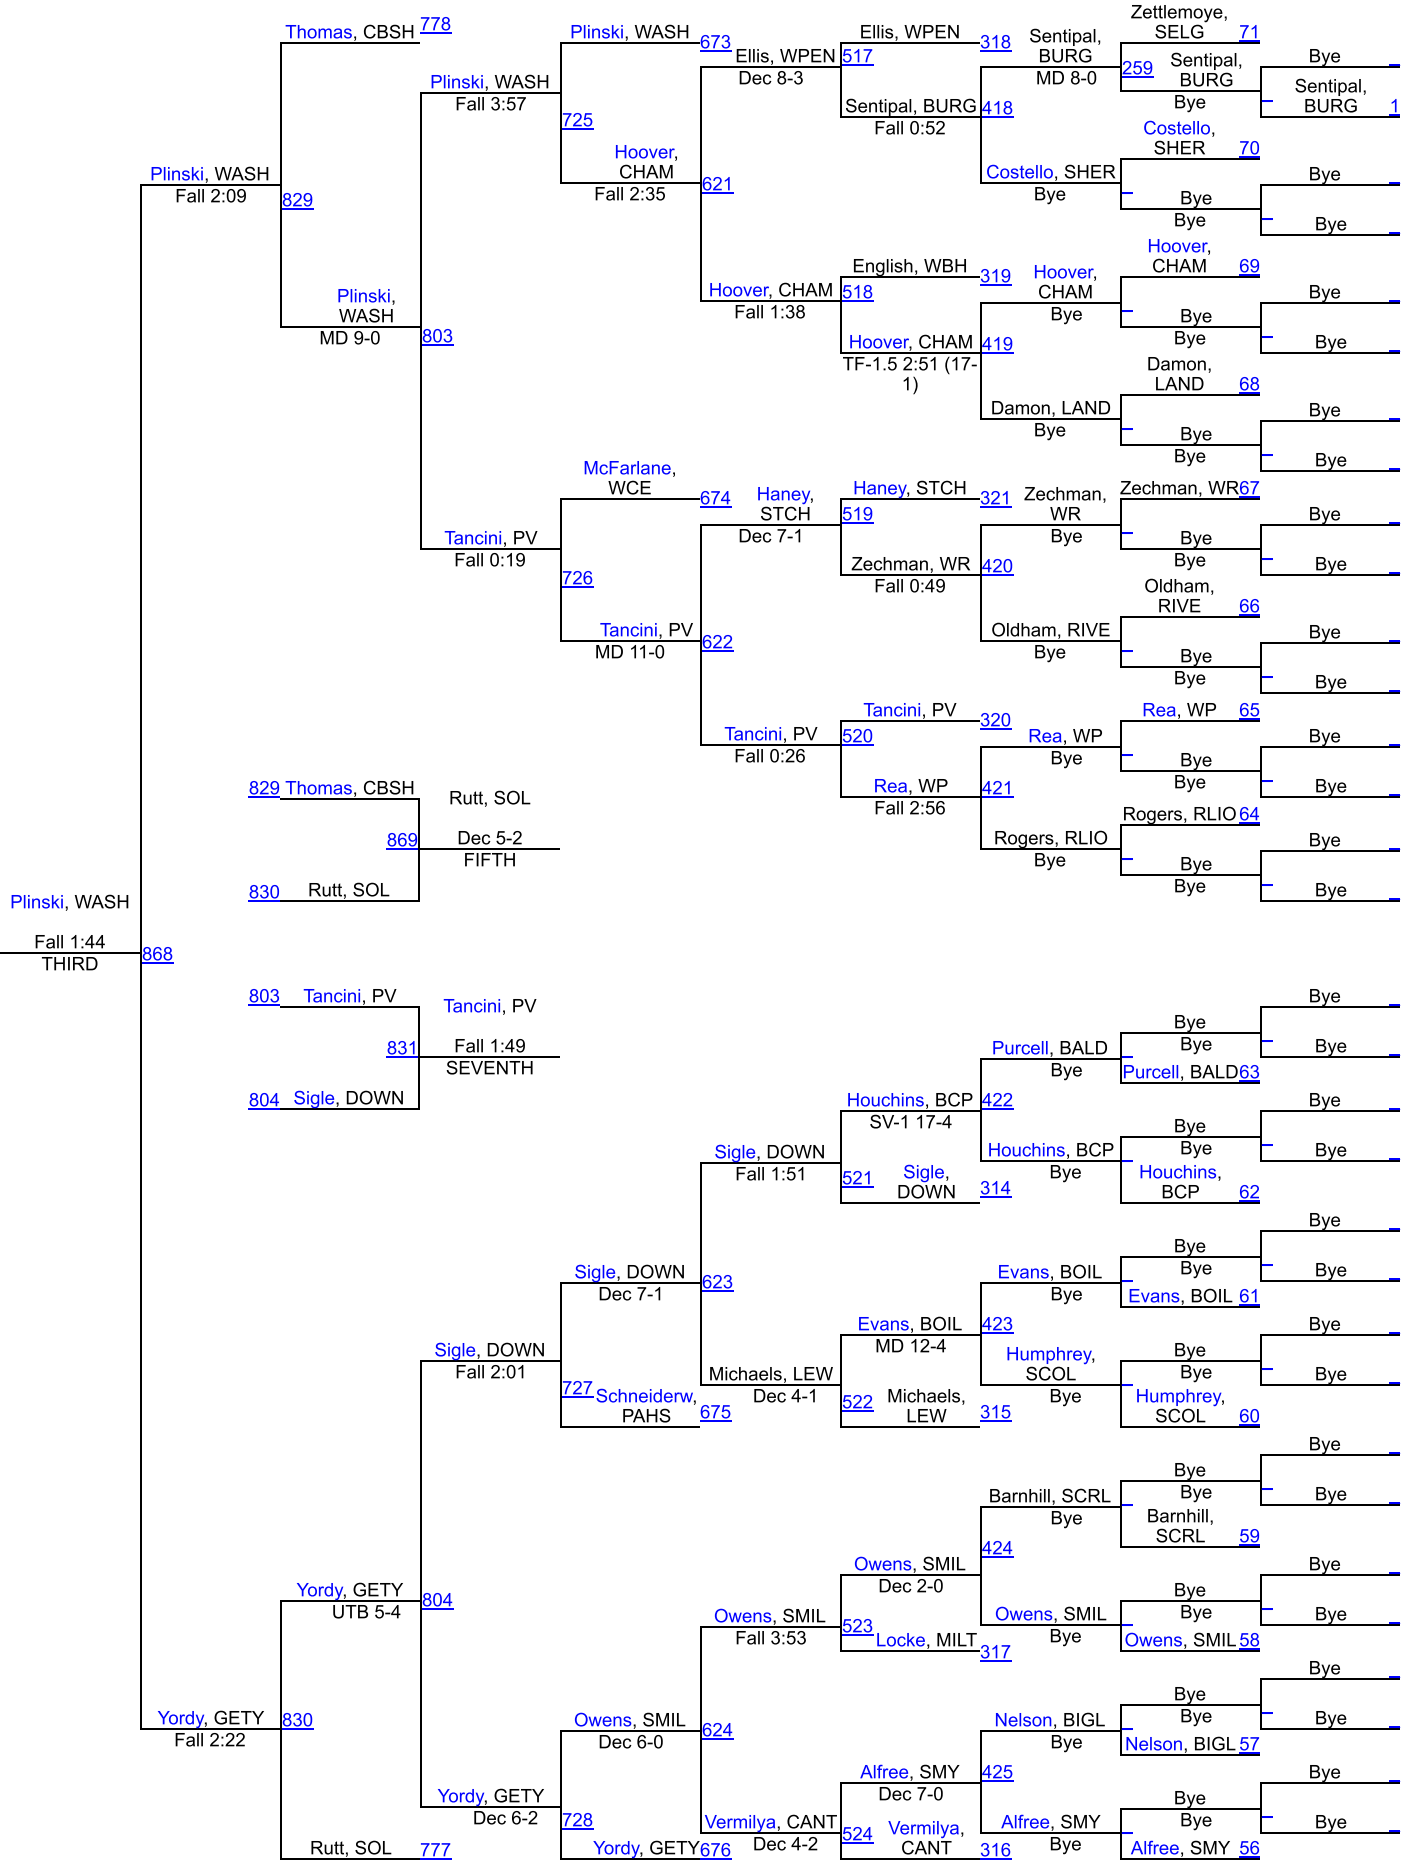 Thomas, CBSH 778
Plinski, WASH
Fall 2:09
829
Plinski,
WASH
MD 9-0
Plinski, WASH
Fall 3:57
803
Plinski, WASH 673
725
Hoover,
CHAM
Fall 2:35
Ellis, WPEN
Dec 8-3
621
Hoover, CHAM
Fall 1:38
Ellis, WPEN 318
517
Sentipal, BURG
Fall 0:52
English, WBH 319
518
Hoover, CHAM
TF-1.5 2:51 (17-
1)
Sentipal,
BURG
MD 8-0
418
Costello, SHER
Bye
Hoover,
CHAM
Bye
419
Damon, LAND
Bye
Zettlemoye,
SELG 71
259
Sentipal,
BURG
Bye
Costello,
SHER 70
Bye
Bye
Hoover,
CHAM 69
Bye
Bye
Damon,
LAND 68
Bye
Bye
Bye
Sentipal,
BURG 1
Bye
Bye
Bye
Bye
Bye
Bye
Tancini, PV
Fall 0:19
McFarlane,
WCE 674
726
Tancini, PV
MD 11-0
Haney,
STCH
Dec 7-1
622
Tancini, PV
Fall 0:26
Haney, STCH 321
519
Zechman, WR
Fall 0:49
Tancini, PV 320
520
Rea, WP
Fall 2:56
Zechman,
WR
Bye
420
Oldham, RIVE
Bye
Rea, WP
Bye
421
Rogers, RLIO
Bye
Zechman, WR 67
Bye
Bye
Oldham,
RIVE 66
Bye
Bye
Rea, WP 65
Bye
Bye
Rogers, RLIO 64
Bye
Bye
Bye
Bye
Bye
Bye
Bye
Bye
Bye
Bye
829 Thomas, CBSH
Rutt, SOL
869
Dec 5-2
FIFTH
830 Rutt, SOL
Plinski, WASH
Fall 1:44
THIRD
868
803 Tancini, PV
Tancini, PV
831
Fall 1:49
SEVENTH
804 Sigle, DOWN
Sigle, DOWN
Fall 2:01
Sigle, DOWN
Dec 7-1
727
Schneiderw,
PAHS 675
Sigle, DOWN
Fall 1:51
623
Michaels, LEW
Dec 4-1
Houchins, BCP
SV-1 17-4
521
Sigle,
DOWN 314
Evans, BOIL
MD 12-4
522
Michaels,
LEW 315
Purcell, BALD
Bye
422
Houchins, BCP
Bye
Evans, BOIL
Bye
423
Humphrey,
SCOL
Bye
Bye
Bye
Purcell, BALD 63
Bye
Bye
Houchins,
BCP 62
Bye
Bye
Evans, BOIL 61
Bye
Bye
Humphrey,
SCOL 60
Bye
Bye
Bye
Bye
Bye
Bye
Bye
Bye
Yordy, GETY
Fall 2:22
830
Yordy, GETY
UTB 5-4
804
Rutt, SOL 777
Yordy, GETY
Dec 6-2
Owens, SMIL
Dec 6-0
728
Yordy, GETY 676
Owens, SMIL
Fall 3:53
624
Vermilya, CANT
Dec 4-2
Owens, SMIL
Dec 2-0
523
Locke, MILT 317
Alfree, SMY
Dec 7-0
524
Vermilya,
CANT 316
Barnhill, SCRL
Bye
424
Owens, SMIL
Bye
Nelson, BIGL
Bye
425
Alfree, SMY
Bye
Bye
Bye
Barnhill,
SCRL 59
Bye
Bye
Owens, SMIL 58
Bye
Bye
Nelson, BIGL 57
Bye
Bye
Alfree, SMY 56
Bye
Bye
Bye
Bye
Bye
Bye
Bye
Bye